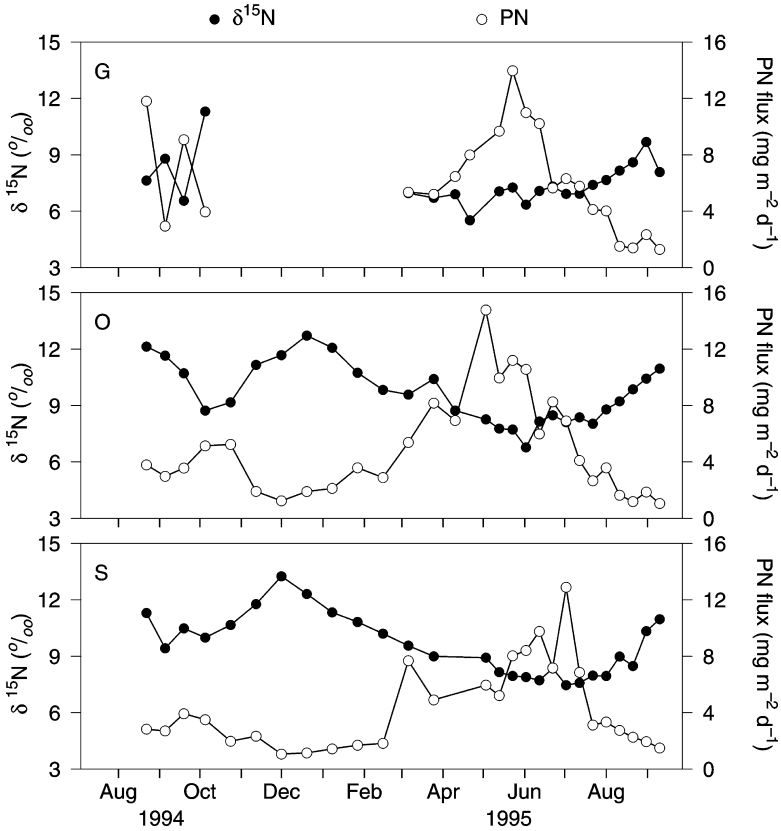 δ15N PN
G
15
12
9
6
3
δ 15N (o/oo)
16
12
8
4
0
PN flux (mg m–2 d–1)
O
15
12
9
6
3
δ 15N (o/oo)
16
12
8
4
0
PN flux (mg m–2 d–1)
S
15
12
9
6
3
δ 15N (o/oo)
16
12
8
4
0
PN flux (mg m–2 d–1)
Aug Oct Dec Feb Apr Jun Aug
1994 1995